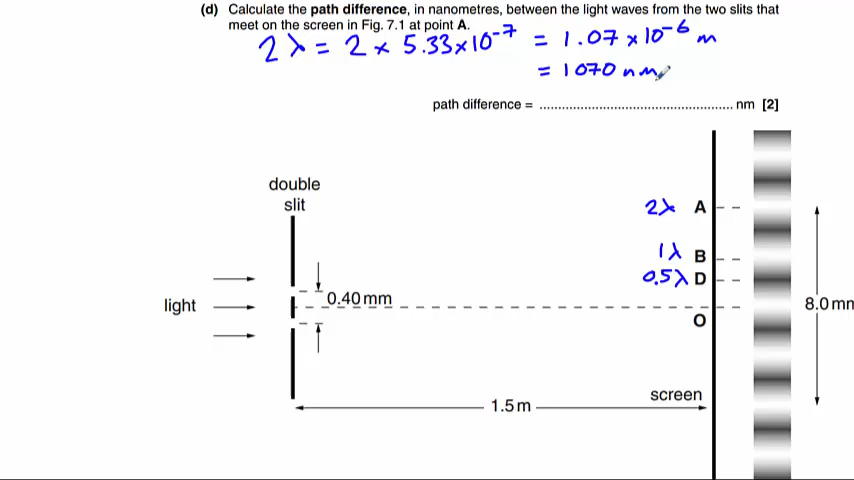 (d) Calculate the path difference, in nanometres, between the light waves from the two slits that
meet on the screen in Fig. 7.1 at point A.
2λ = 2 × 5.33×10⁻⁷ = 1.07 × 10⁻⁶ m
= 1070 nm
path difference = ................................................... nm [2]
double
slit
2λ A
1λ B
0.5λ D
light
0.40 mm
8.0 mm
O
screen
1.5 m